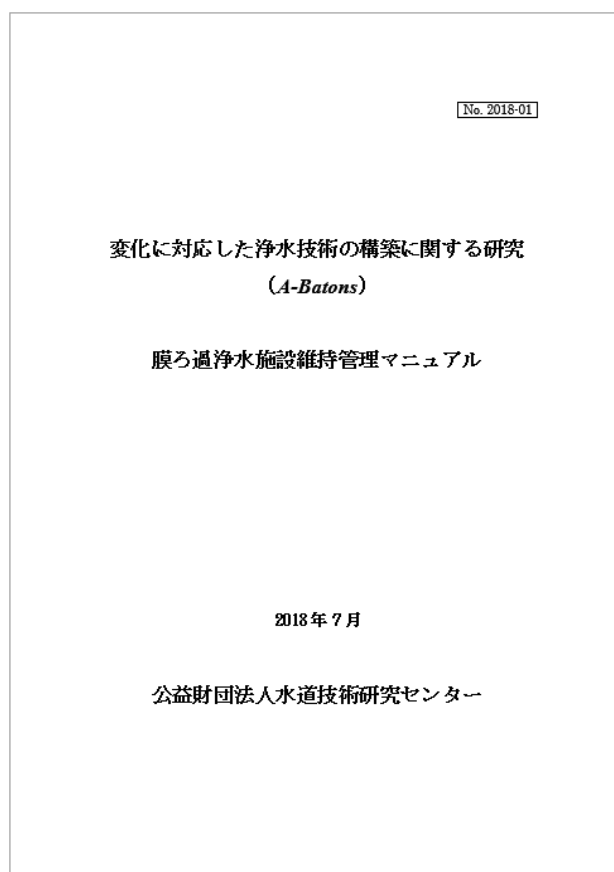 No. 2018-01
変化に対応した浄水技術の構築に関する研究
（A-Batons）
膜ろ過浄水施設維持管理マニュアル
2018年７月
公益財団法人水道技術研究センター